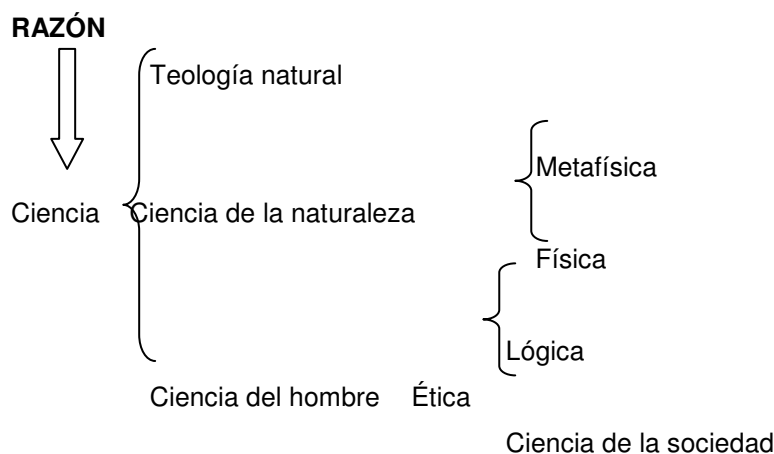 RAZÓN
Teología natural
Metafísica
Ciencia Ciencia de la naturaleza
Física
Lógica
Ciencia del hombre Ética
Ciencia de la sociedad